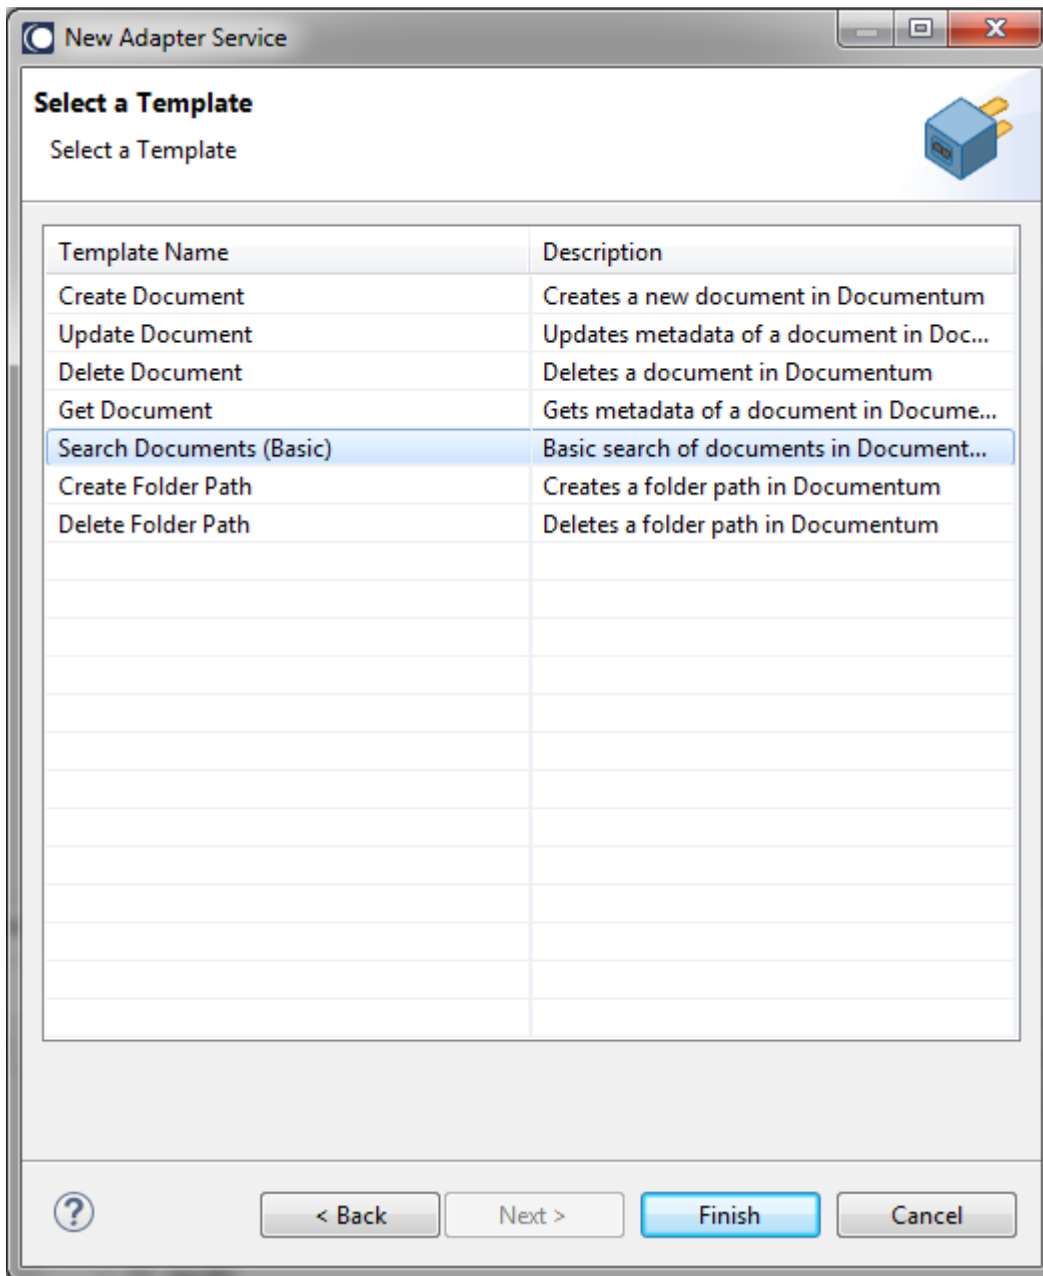 New Adapter Service
Select a Template
Select a Template
Template Name Description
Create Document Creates a new document in Documentum
Update Document Updates metadata of a document in Doc...
Delete Document Deletes a document in Documentum
Get Document Gets metadata of a document in Docume...
Search Documents (Basic) Basic search of documents in Document...
Create Folder Path Creates a folder path in Documentum
Delete Folder Path Deletes a folder path in Documentum
? < Back Next > Finish Cancel